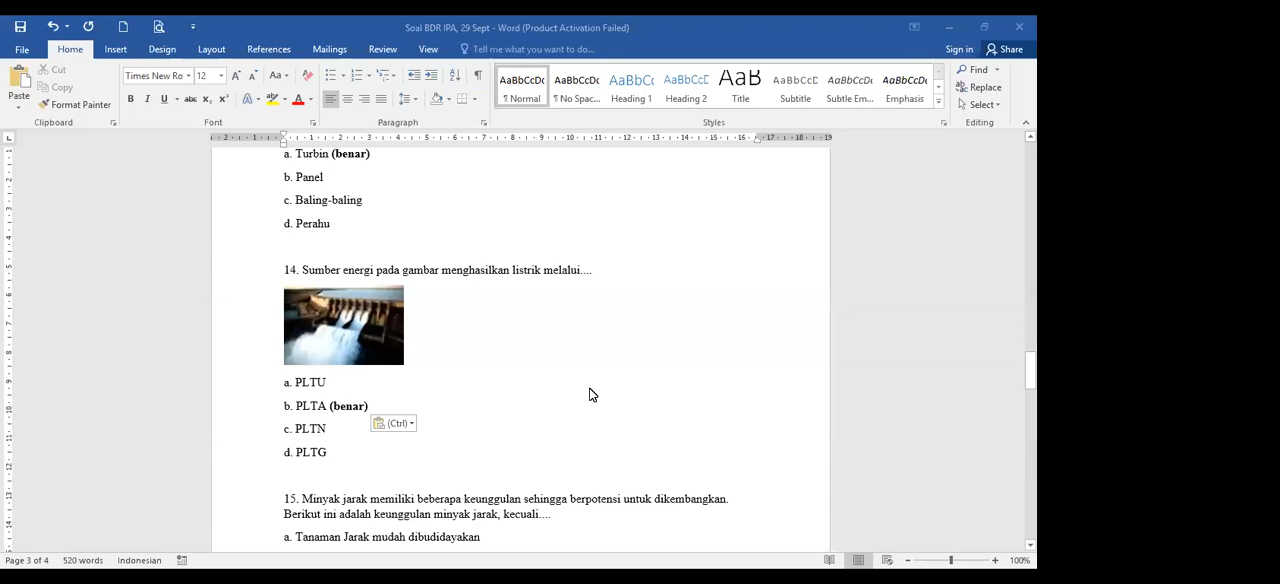 Soal BDR IPA, 29 Sept - Word (Product Activation Failed)
File Home Insert Design Layout References Mailings Review View Tell me what you want to do... Sign in Share
Paste
Cut
Copy
Format Painter
Clipboard
Times New Ro 12
Font
Paragraph
AaBbCcDc AaBbCcDc AaBbCc AaBbCc AaB AaBbCcD AaBbCcDc AaBbCcDc
¶ Normal ¶ No Spac... Heading 1 Heading 2 Title Subtitle Subtle Em... Emphasis
Styles
Find
Replace
Select
Editing
a. Turbin (benar)
b. Panel
c. Baling-baling
d. Perahu
14. Sumber energi pada gambar menghasilkan listrik melalui....
a. PLTU
b. PLTA (benar)
(Ctrl)
c. PLTN
d. PLTG
15. Minyak jarak memiliki beberapa keunggulan sehingga berpotensi untuk dikembangkan.
Berikut ini adalah keunggulan minyak jarak, kecuali....
a. Tanaman Jarak mudah dibudidayakan
Page 3 of 4 520 words Indonesian 100%